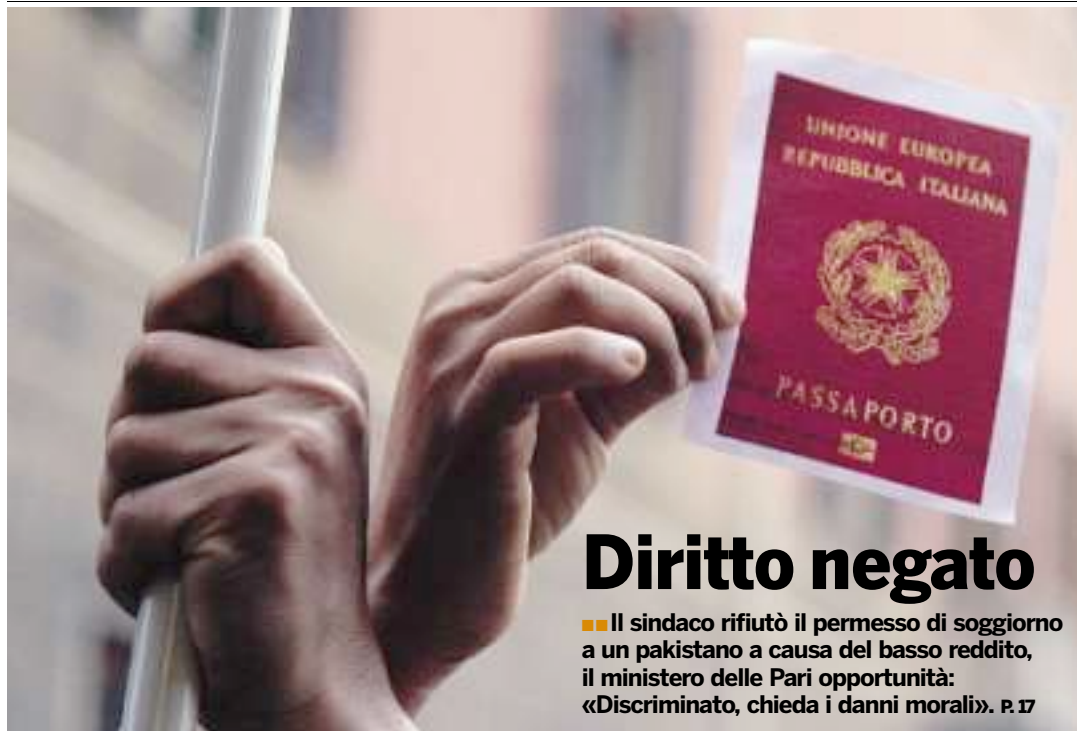 UNIONE EUROPEA
REPUBBLICA ITALIANA
PASSAPORTO
Diritto negato
Il sindaco rifiutò il permesso di soggiorno
a un pakistano a causa del basso reddito,
il ministero delle Pari opportunità:
«Discriminato, chieda i danni morali». P. 17